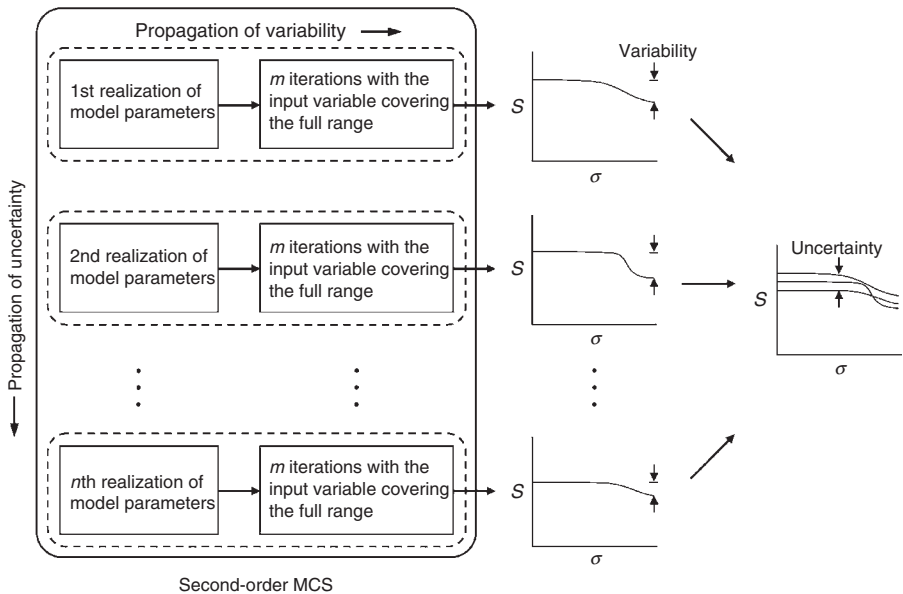 Propagation of variability
1st realization of
model parameters
m iterations with the
input variable covering
the full range
Variability
S
σ
Propagation of uncertainty
2nd realization of
model parameters
m iterations with the
input variable covering
the full range
S
σ
Uncertainty
S
σ
nth realization of
model parameters
m iterations with the
input variable covering
the full range
S
σ
Second-order MCS